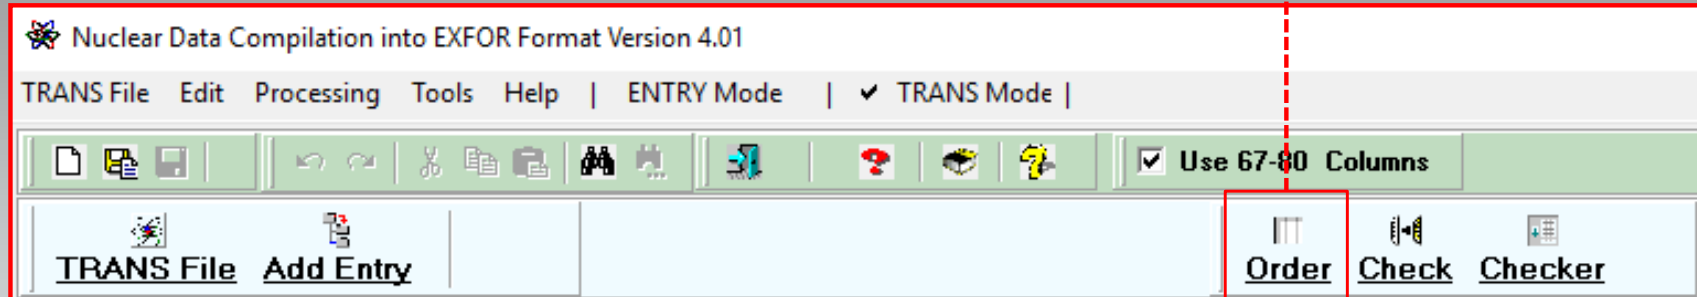 Nuclear Data Compilation into EXFOR Format Version 4.01
TRANS File Edit Processing Tools Help | ENTRY Mode | ✔ TRANS Mode |
Use 67-80 Columns
TRANS File Add Entry Order Check Checker